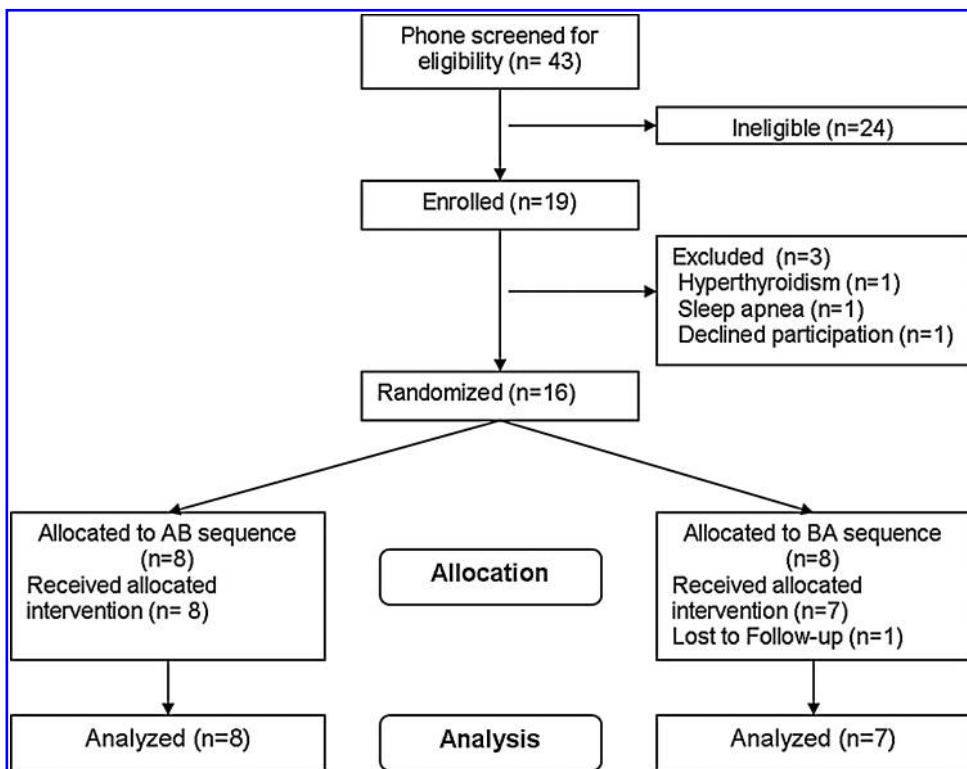 Phone screened for
eligibility (n= 43)
Ineligible (n=24)
Enrolled (n=19)
Excluded (n=3)
Hyperthyroidism (n=1)
Sleep apnea (n=1)
Declined participation (n=1)
Randomized (n=16)
Allocated to AB sequence
(n=8)
Received allocated
intervention (n= 8)
Allocation
Allocated to BA sequence
(n=8)
Received allocated
intervention (n=7)
Lost to Follow-up (n=1)
Analyzed (n=8)
Analysis
Analyzed (n=7)